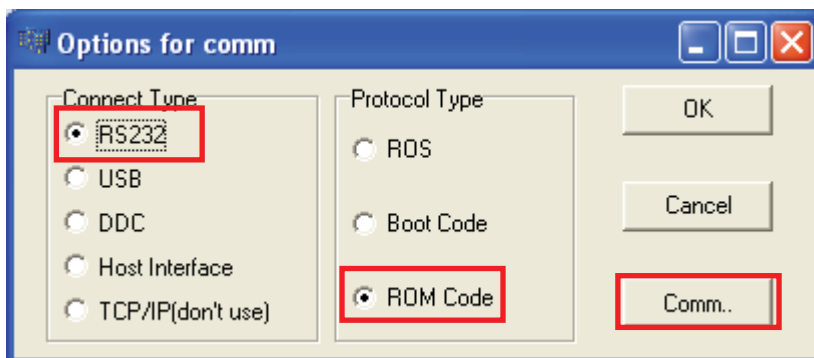 Options for comm
Connect Type
RS232
USB
DDC
Host Interface
TCP/IP(don't use)
Protocol Type
ROS
Boot Code
ROM Code
OK
Cancel
Comm..